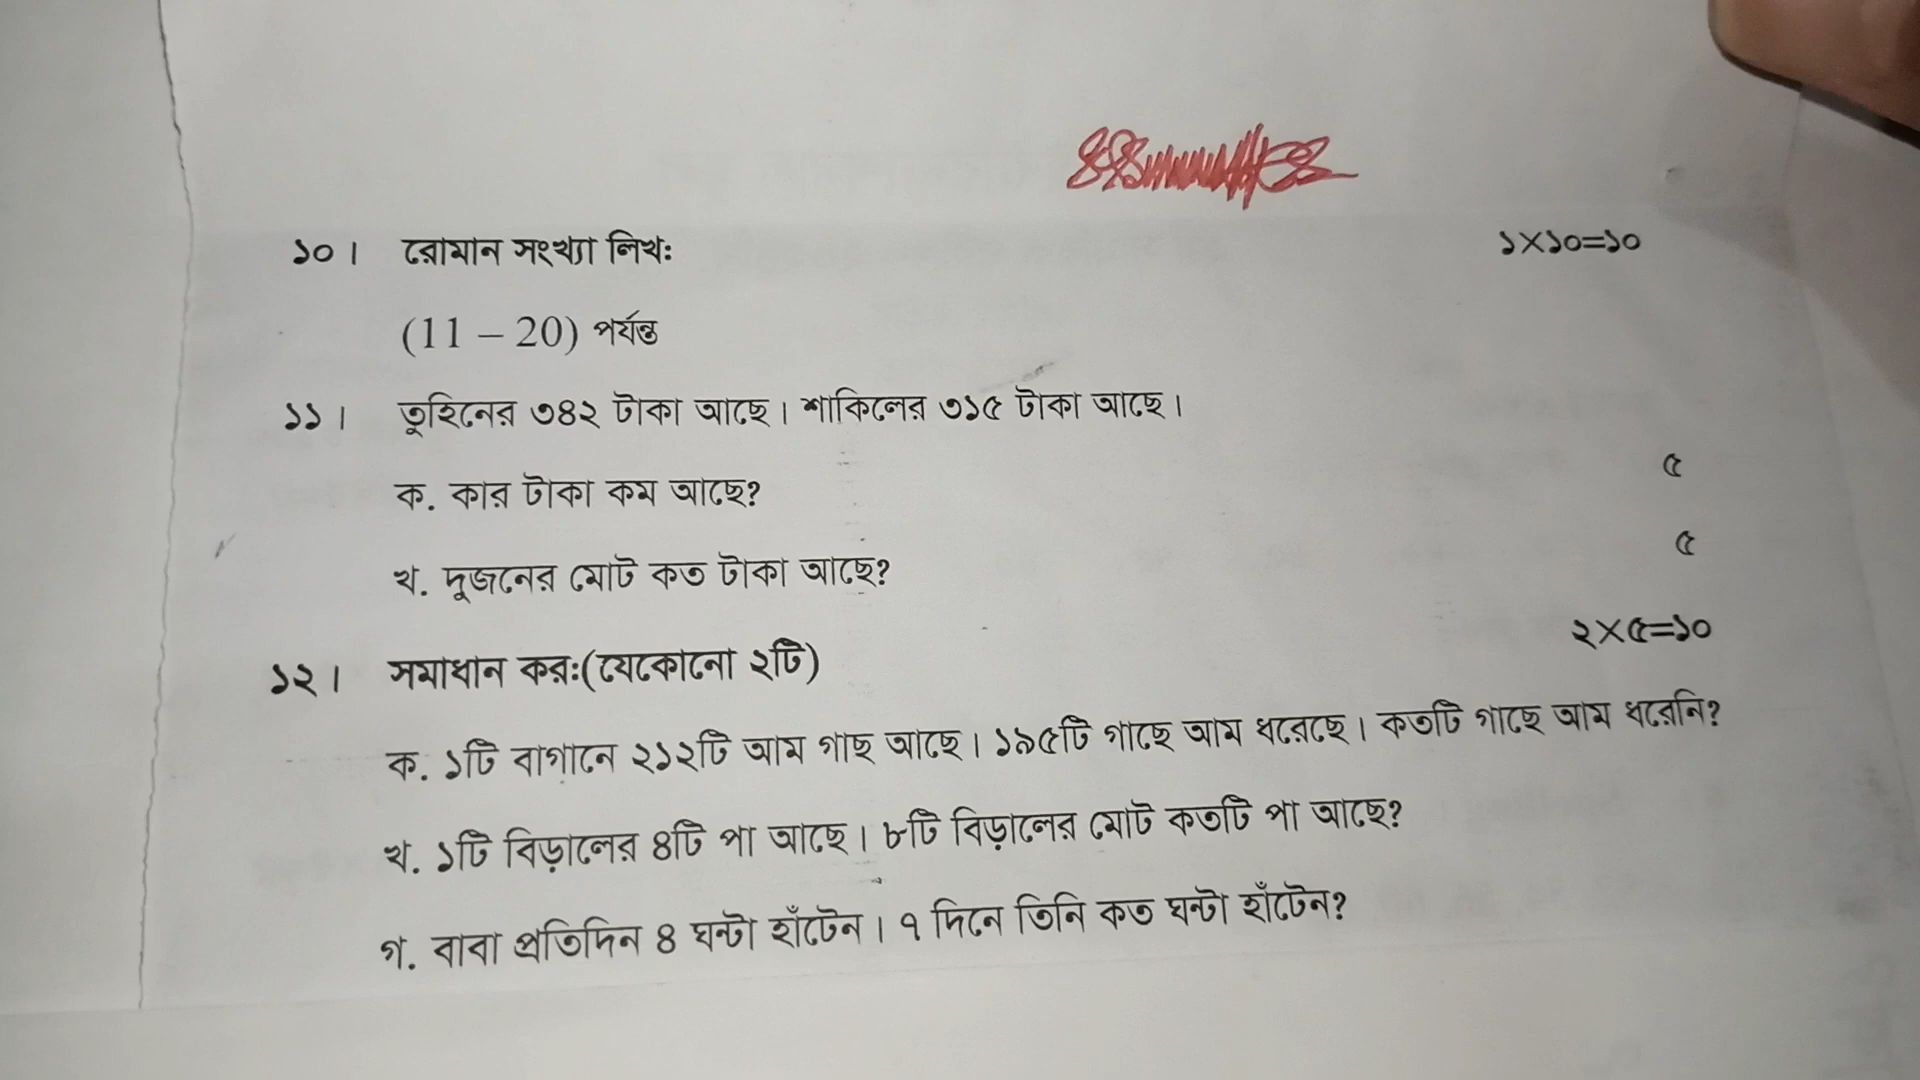 ১০। রোমান সংখ্যা লিখঃ ১×১০=১০
(11 – 20) পর্যন্ত
১১। তুহিনের ৩৪২ টাকা আছে। শাকিলের ৩১৫ টাকা আছে।
ক. কার টাকা কম আছে? ৫
খ. দুজনের মোট কত টাকা আছে? ৫
১২। সমাধান করঃ(যেকোনো ২টি) ২×৫=১০
ক. ১টি বাগানে ২১২টি আম গাছ আছে। ১৯৫টি গাছে আম ধরেছে। কতটি গাছে আম ধরেনি?
খ. ১টি বিড়ালের ৪টি পা আছে। ৮টি বিড়ালের মোট কতটি পা আছে?
গ. বাবা প্রতিদিন ৪ ঘন্টা হাঁটেন। ৭ দিনে তিনি কত ঘন্টা হাঁটেন?